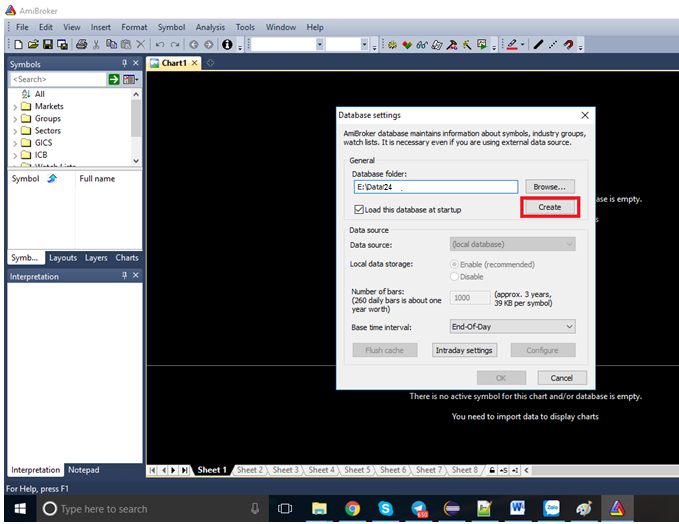 AmiBroker
File Edit View Insert Format Symbol Analysis Tools Window Help
Symbols
Chart1
<Search>
All
Markets
Groups
Sectors
GICS
ICB
Watch Lists
Symbol Full name
Symb... Layouts Layers Charts
Interpretation
Database settings
AmiBroker database maintains information about symbols, industry groups,
watch lists. It is necessary even if you are using external data source.
General
Database folder:
E:\Data\24
Browse...
Load this database at startup
Create
Data source
Data source: (local database)
Local data storage: Enable (recommended)
Disable
Number of bars:
(260 daily bars is about one
year worth)
1000
(approx. 3 years,
39 KB per symbol)
Base time interval: End-Of-Day
Flush cache Intraday settings Configure
OK Cancel
ase is empty.
s
There is no active symbol for this chart and/or database is empty.
You need to import data to display charts
Interpretation Notepad
Sheet 1 Sheet 2 Sheet 3 Sheet 4 Sheet 5 Sheet 6 Sheet 7 Sheet 8
For Help, press F1
Type here to search